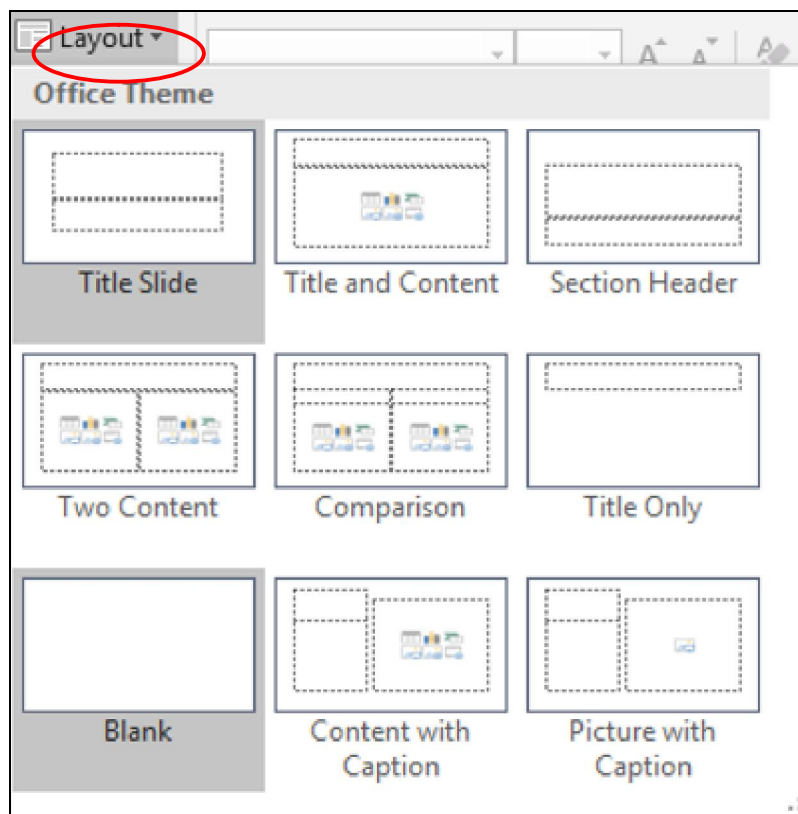 Layout
Office Theme
Title Slide
Title and Content
Section Header
Two Content
Comparison
Title Only
Blank
Content with
Caption
Picture with
Caption